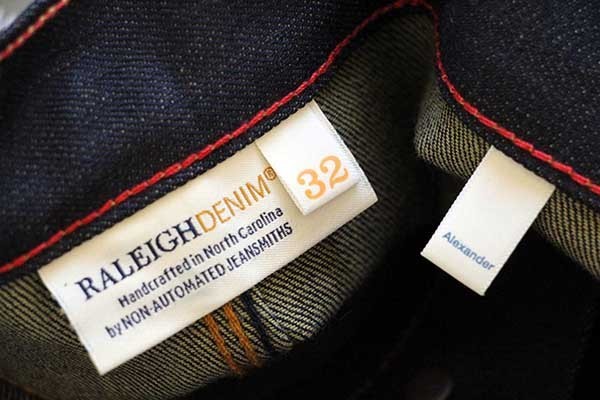 RALEIGHDENIM®
Handcrafted in North Carolina
by NON-AUTOMATED JEANSMITHS
32
Alexander